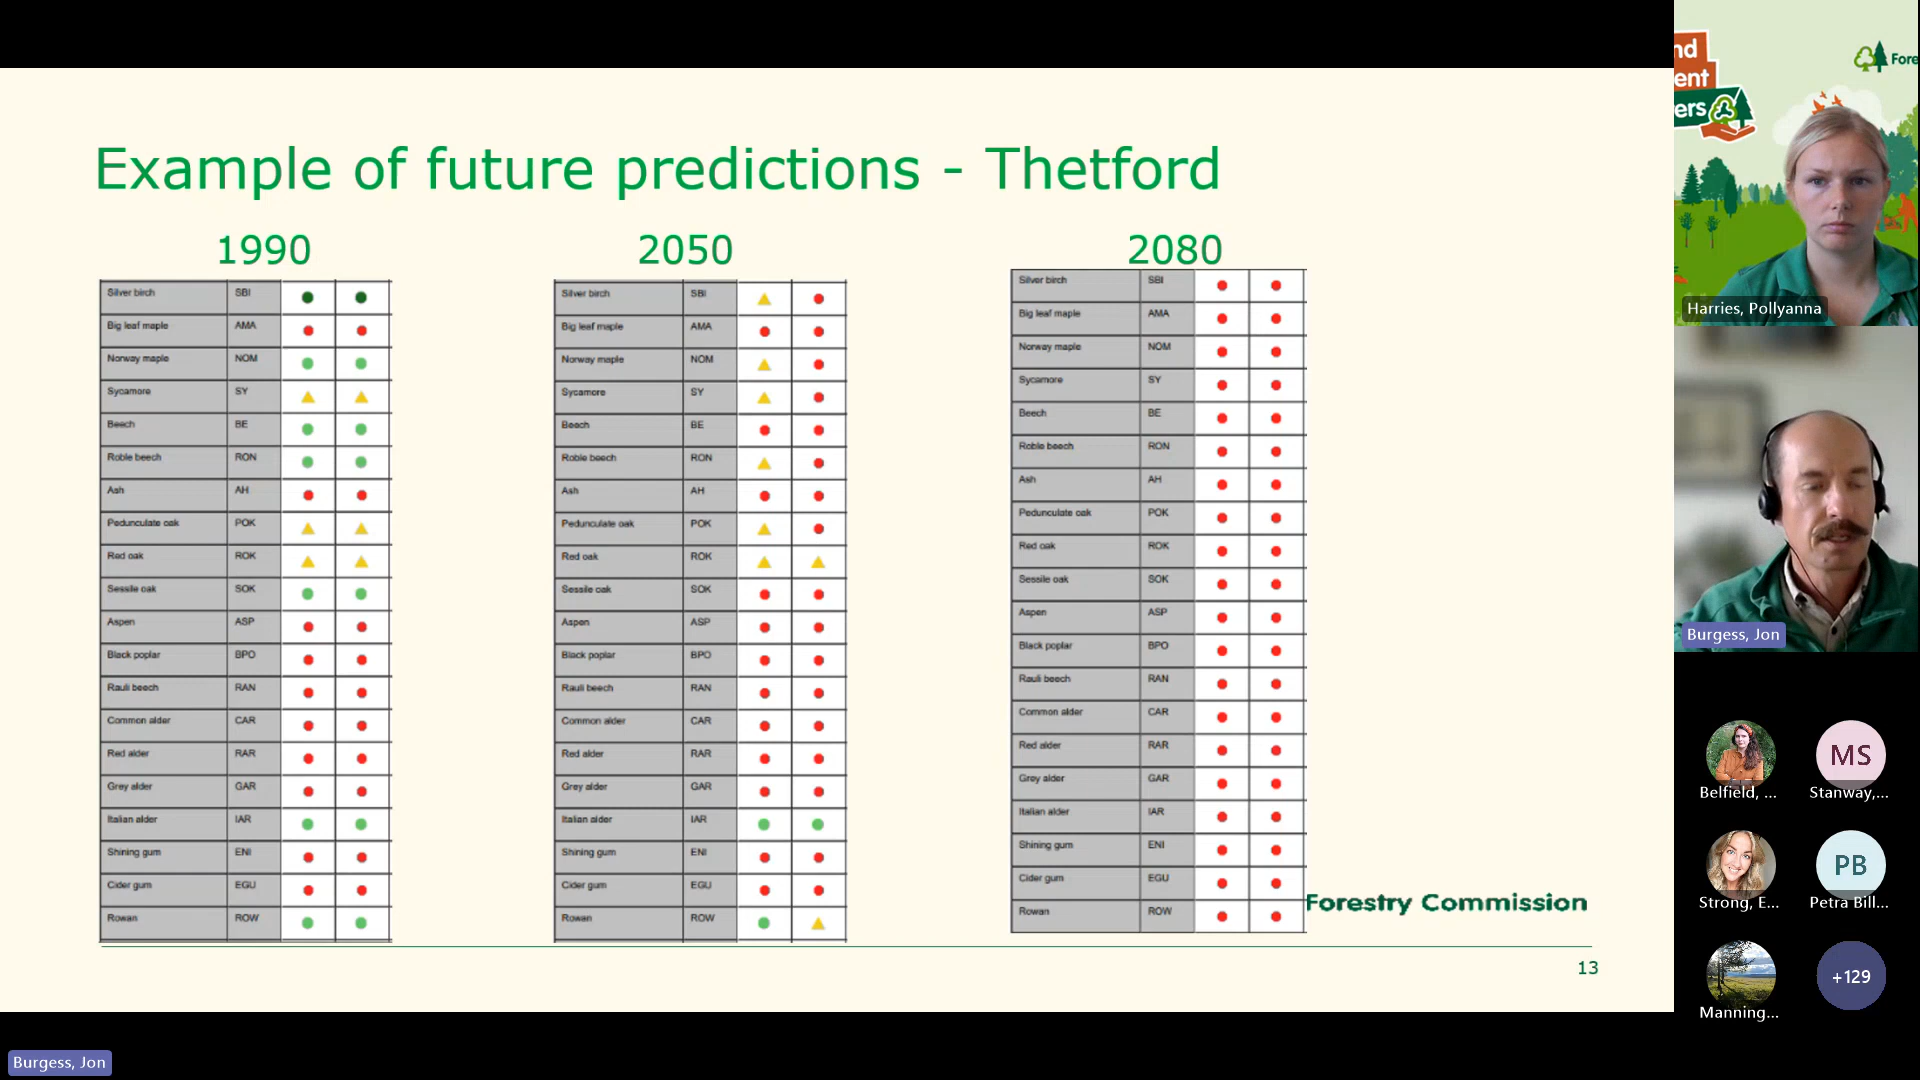 Example of future predictions - Thetford
1990
Silver birch SBI
Big leaf maple AMA
Norway maple NOM
Sycamore SY
Beech BE
Roble beech RON
Ash AH
Pedunculate oak POK
Red oak ROK
Sessile oak SOK
Aspen ASP
Black poplar BPO
Rauli beech RAN
Common alder CAR
Red alder RAR
Grey alder GAR
Italian alder IAR
Shining gum ENI
Cider gum EGU
Rowan ROW
2050
Silver birch SBI
Big leaf maple AMA
Norway maple NOM
Sycamore SY
Beech BE
Roble beech RON
Ash AH
Pedunculate oak POK
Red oak ROK
Sessile oak SOK
Aspen ASP
Black poplar BPO
Rauli beech RAN
Common alder CAR
Red alder RAR
Grey alder GAR
Italian alder IAR
Shining gum ENI
Cider gum EGU
Rowan ROW
2080
Silver birch SBI
Big leaf maple AMA
Norway maple NOM
Sycamore SY
Beech BE
Roble beech RON
Ash AH
Pedunculate oak POK
Red oak ROK
Sessile oak SOK
Aspen ASP
Black poplar BPO
Rauli beech RAN
Common alder CAR
Red alder RAR
Grey alder GAR
Italian alder IAR
Shining gum ENI
Cider gum EGU
Rowan ROW
Forestry Commission
13
nd
ent
ers
Fore
Harries, Pollyanna
Burgess, Jon
MS
Belfield, ...
Stanway,...
PB
Strong, E...
Petra Bill...
+129
Manning...
Burgess, Jon